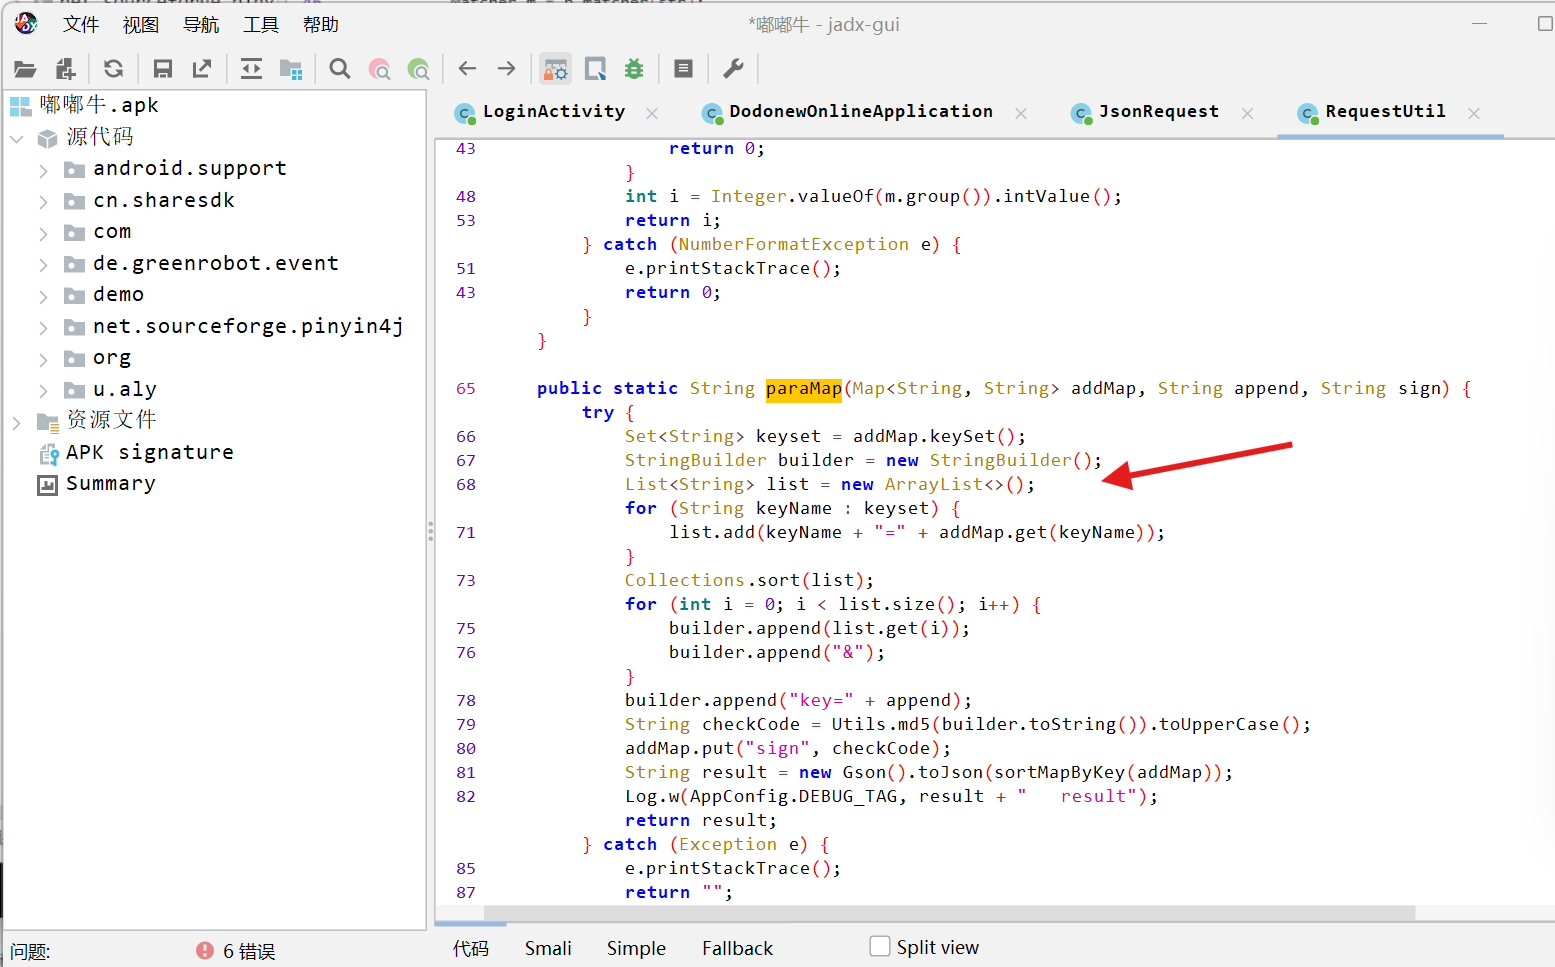 文件 视图 导航 工具 帮助 *嘟嘟牛 - jadx-gui
嘟嘟牛.apk
源代码
android.support
cn.sharesdk
com
de.greenrobot.event
demo
net.sourceforge.pinyin4j
org
u.aly
资源文件
APK signature
Summary
LoginActivity DodonewOnlineApplication JsonRequest RequestUtil
43 return 0;
}
48 int i = Integer.valueOf(m.group()).intValue();
53 return i;
} catch (NumberFormatException e) {
51 e.printStackTrace();
43 return 0;
}
}
65 public static String paraMap(Map<String, String> addMap, String append, String sign) {
try {
66 Set<String> keyset = addMap.keySet();
67 StringBuilder builder = new StringBuilder();
68 List<String> list = new ArrayList<>();
for (String keyName : keyset) {
71 list.add(keyName + "=" + addMap.get(keyName));
}
73 Collections.sort(list);
for (int i = 0; i < list.size(); i++) {
75 builder.append(list.get(i));
76 builder.append("&");
}
78 builder.append("key=" + append);
79 String checkCode = Utils.md5(builder.toString()).toUpperCase();
80 addMap.put("sign", checkCode);
81 String result = new Gson().toJson(sortMapByKey(addMap));
82 Log.w(AppConfig.DEBUG_TAG, result + "   result");
return result;
} catch (Exception e) {
85 e.printStackTrace();
87 return "";
代码 Smali Simple Fallback Split view
问题: 6 错误